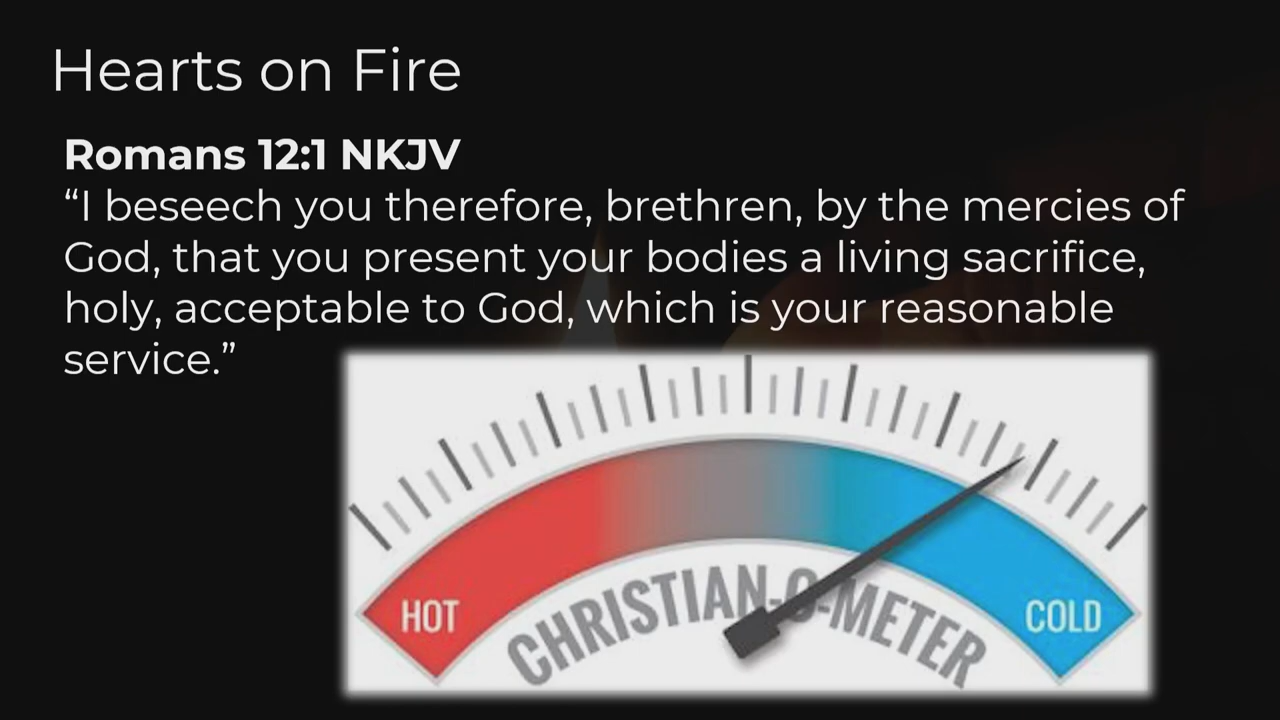 Hearts on Fire
Romans 12:1 NKJV
“I beseech you therefore, brethren, by the mercies of
God, that you present your bodies a living sacrifice,
holy, acceptable to God, which is your reasonable
service.”
HOT
CHRISTIAN-O-METER
COLD